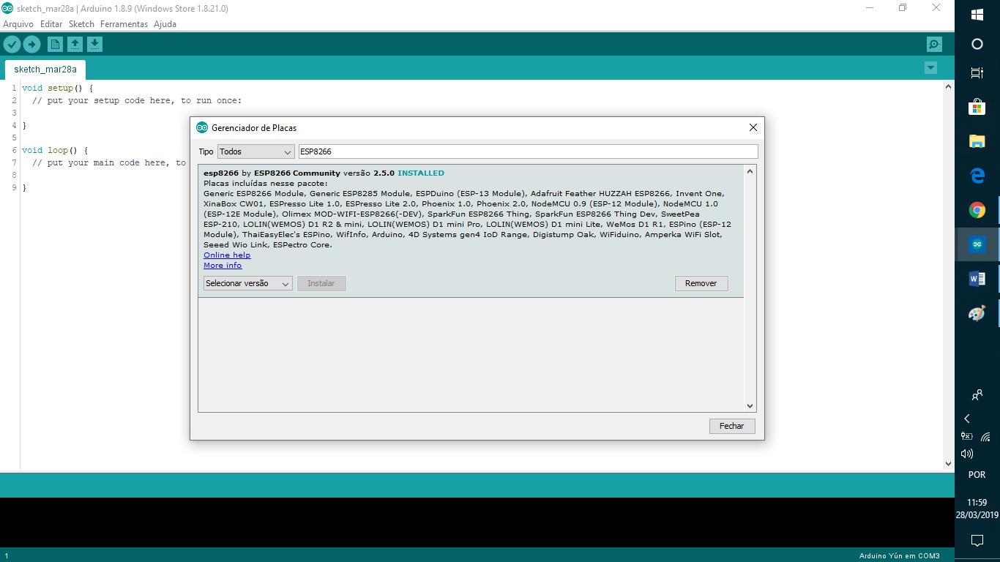 sketch_mar28a | Arduino 1.8.9 (Windows Store 1.8.21.0)
Arquivo Editar Sketch Ferramentas Ajuda
sketch_mar28a
1 void setup() {
2 // put your setup code here, to run once:
3
4 }
5
6 void loop() {
7 // put your main code here, to
8
9 }
Gerenciador de Placas
Tipo Todos ESP8266
esp8266 by ESP8266 Community versão 2.5.0 INSTALLED
Placas incluídas nesse pacote:
Generic ESP8266 Module, Generic ESP8285 Module, ESPDuino (ESP-13 Module), Adafruit Feather HUZZAH ESP8266, Invent One,
XinaBox CW01, ESPresso Lite 1.0, ESPresso Lite 2.0, Phoenix 1.0, Phoenix 2.0, NodeMCU 0.9 (ESP-12 Module), NodeMCU 1.0
(ESP-12E Module), Olimex MOD-WIFI-ESP8266(-DEV), SparkFun ESP8266 Thing, SparkFun ESP8266 Thing Dev, SweetPea
ESP-210, LOLIN(WEMOS) D1 R2 & mini, LOLIN(WEMOS) D1 mini Pro, LOLIN(WEMOS) D1 mini Lite, WeMos D1 R1, ESPino (ESP-12
Module), ThaiEasyElec's ESPino, WifInfo, Arduino, 4D Systems gen4 IoD Range, Digistump Oak, WiFiduino, Amperka WiFi Slot,
Seeed Wio Link, ESPectro Core.
Online help
More info
Selecionar versão Instalar Remover
Fechar
POR
11:59
28/03/2019
1 Arduino Yún em COM3